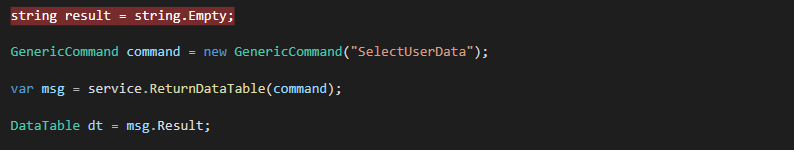 string result = string.Empty;
GenericCommand command = new GenericCommand("SelectUserData");
var msg = service.ReturnDataTable(command);
DataTable dt = msg.Result;